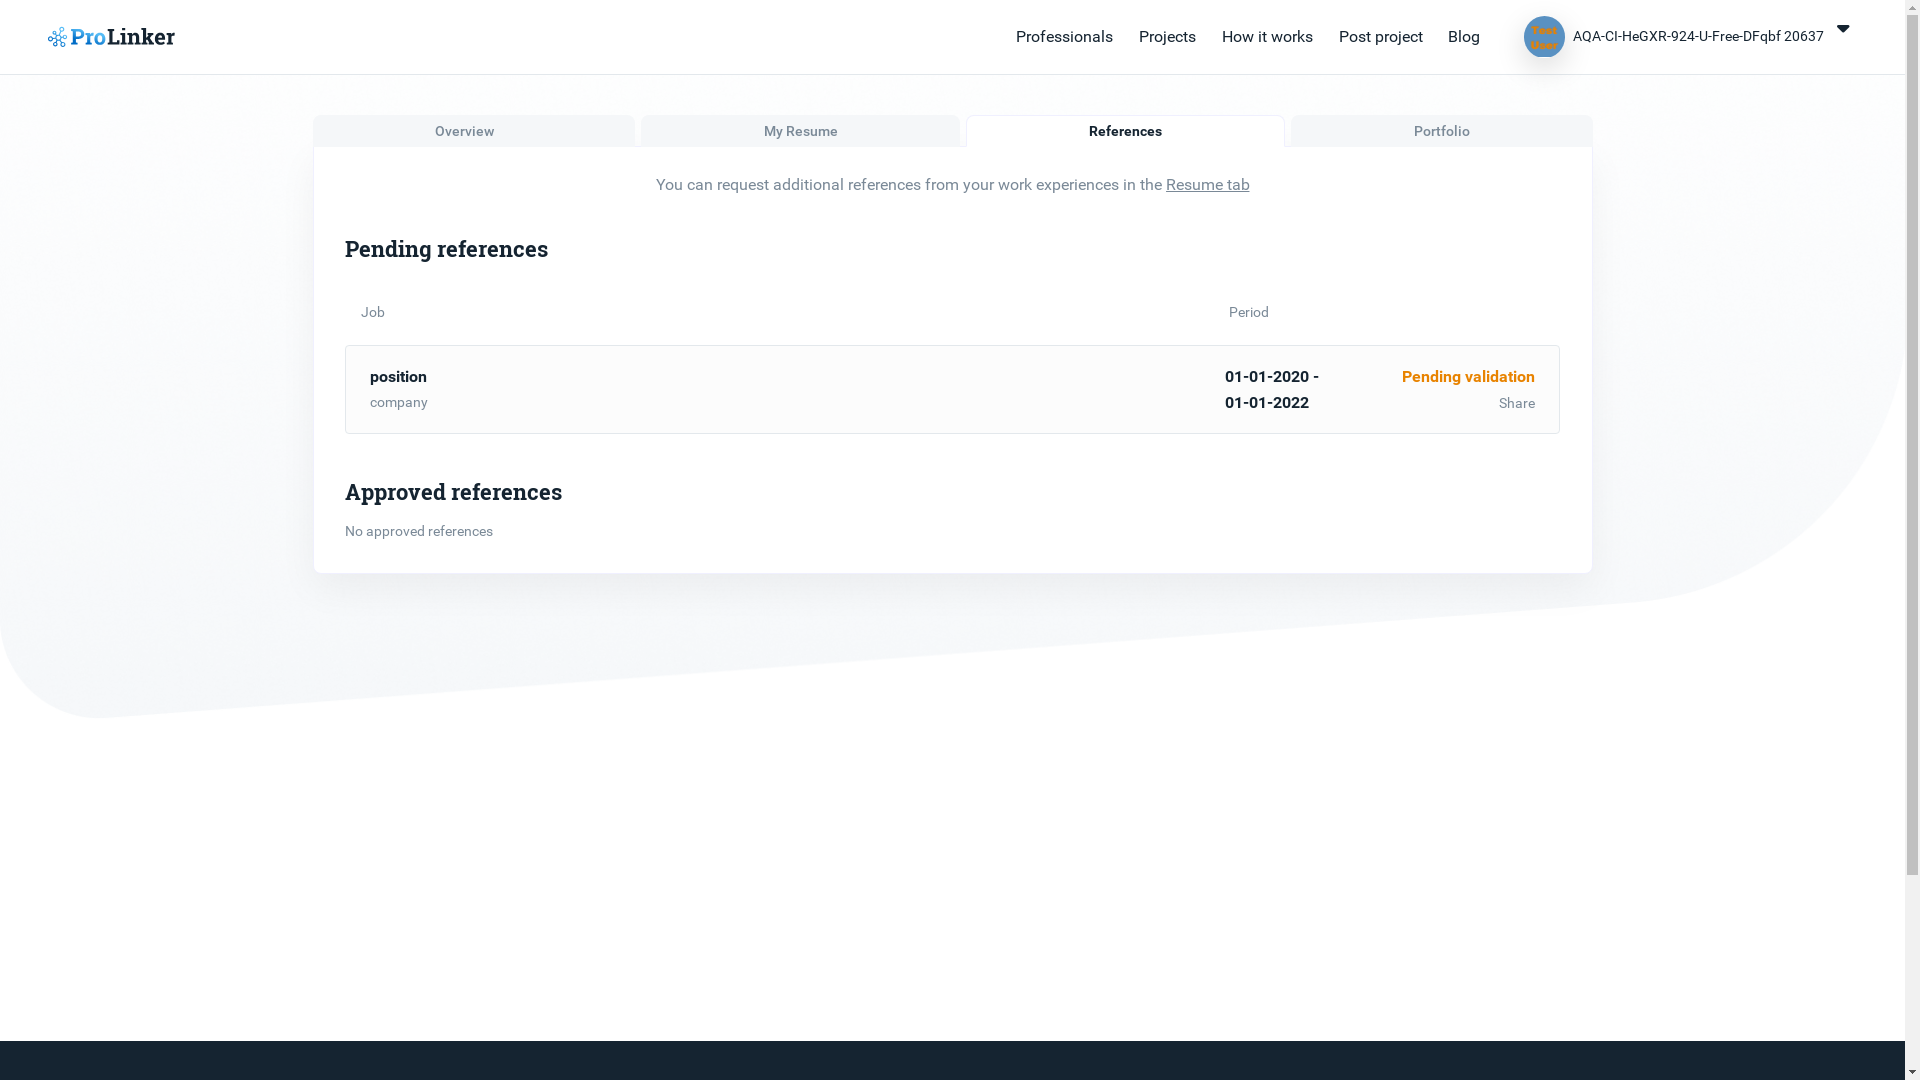 ProLinker
Professionals
Projects
How it works
Post project
Blog
Test
User
AQA-CI-HeGXR-924-U-Free-DFqbf 20637
Overview
My Resume
References
Portfolio
You can request additional references from your work experiences in the Resume tab
Pending references
Job
Period
position
company
01-01-2020 -
01-01-2022
Pending validation
Share
Approved references
No approved references